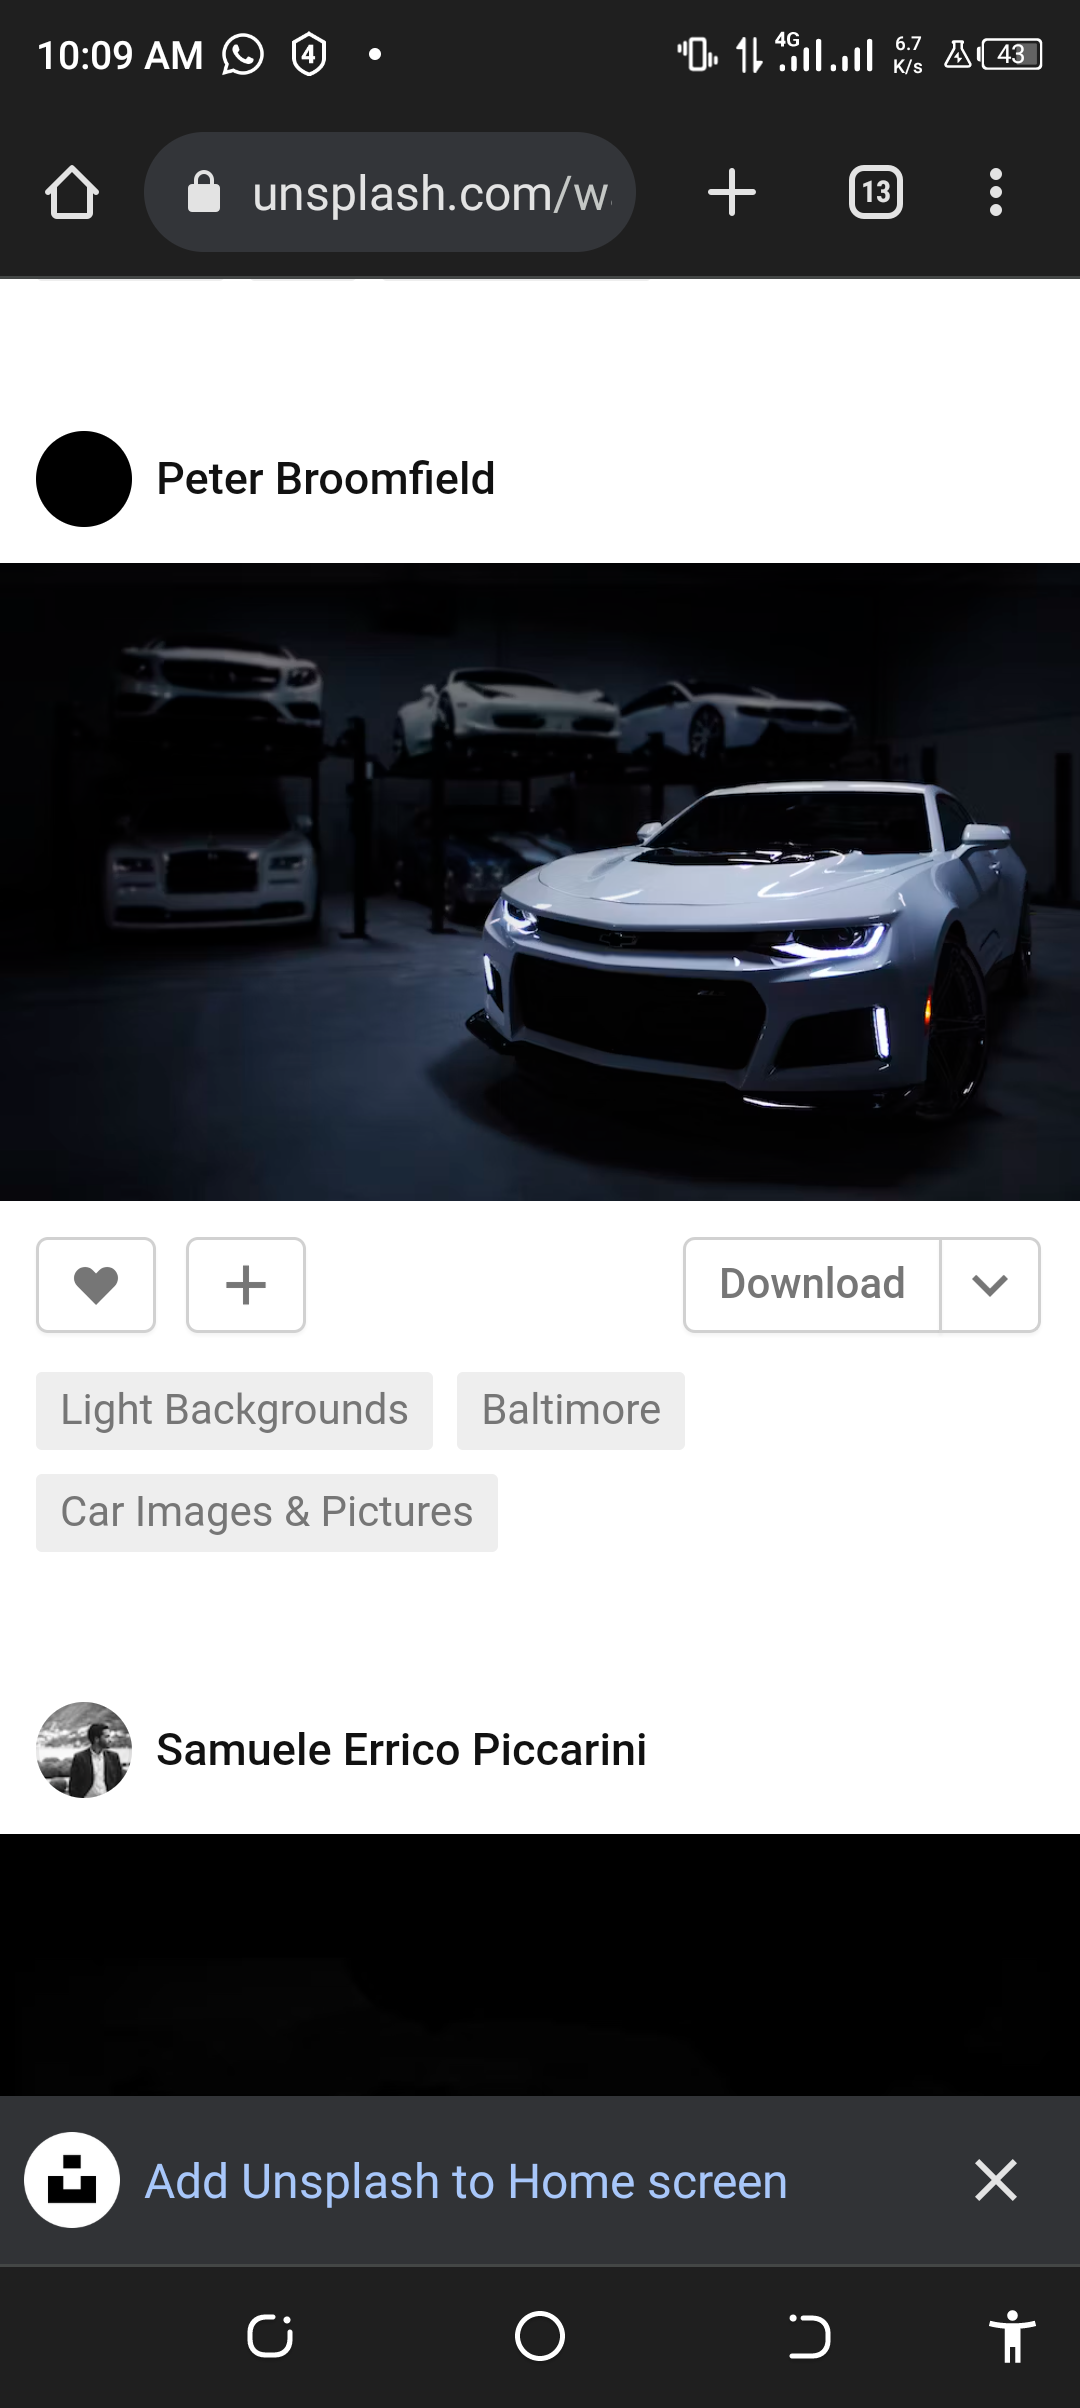 10:09 AM 4 4G 6.7 K/s 43
unsplash.com/w
13
Peter Broomfield
Download
Light Backgrounds Baltimore
Car Images & Pictures
Samuele Errico Piccarini
Add Unsplash to Home screen